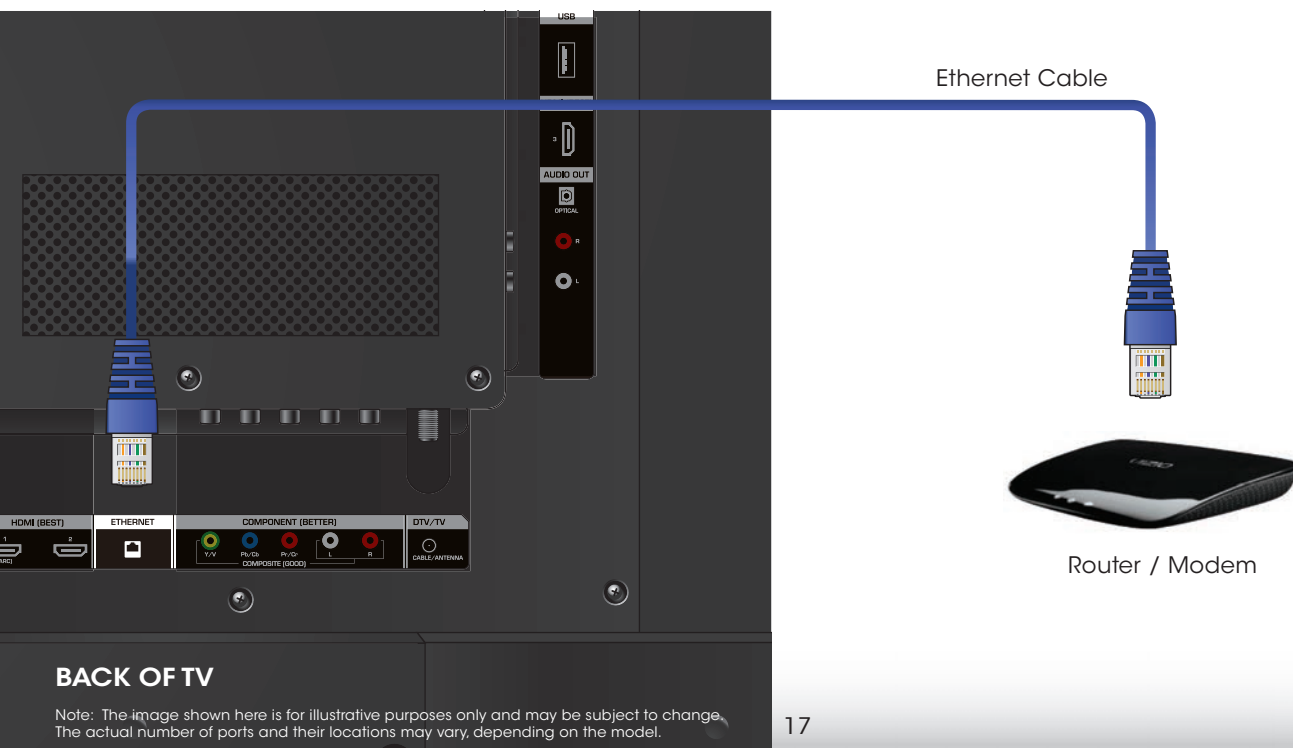 USB
Ethernet Cable
3
AUDIO OUT
OPTICAL
R
L
VIZIO
HDMI (BEST)
ETHERNET
COMPONENT (BETTER)
DTV/TV
1
2
Y/V
Pb/Cb
Pr/Cr
L
R
CABLE/ANTENNA
COMPOSITE (GOOD)
Router / Modem
BACK OF TV
Note: The image shown here is for illustrative purposes only and may be subject to change.
The actual number of ports and their locations may vary, depending on the model.
17